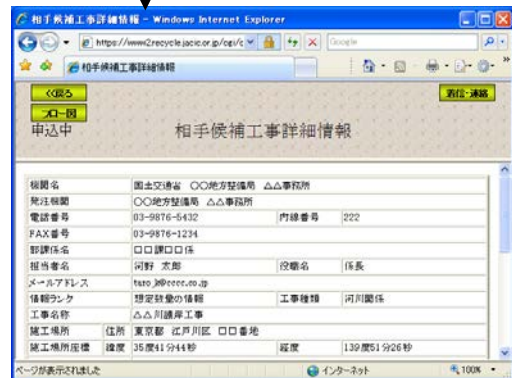 相手候補工事詳細情報 - Windows Internet Explorer
https://www2.recycle.jacic.or.jp/cgi/c
Google
相手候補工事詳細情報
<<戻る
着信・連絡
フロー図
申込中
相手候補工事詳細情報
機関名 国土交通省 〇〇地方整備局 △△事務所
発注機関 〇〇地方整備局 △△事務所
電話番号 03-9876-5432 内線番号 222
FAX番号 03-9876-1234
部課係名 □□課□□係
担当者名 河野 太郎 役職名 係長
メールアドレス
情報ランク 想定数量の情報 工事種類 河川関係
工事名称 △△川護岸工事
施工場所 住所 東京都 江戸川区 □□番地
施工場所座標 緯度 35度41分44秒 経度 139度51分26秒
ページが表示されました インターネット 100%